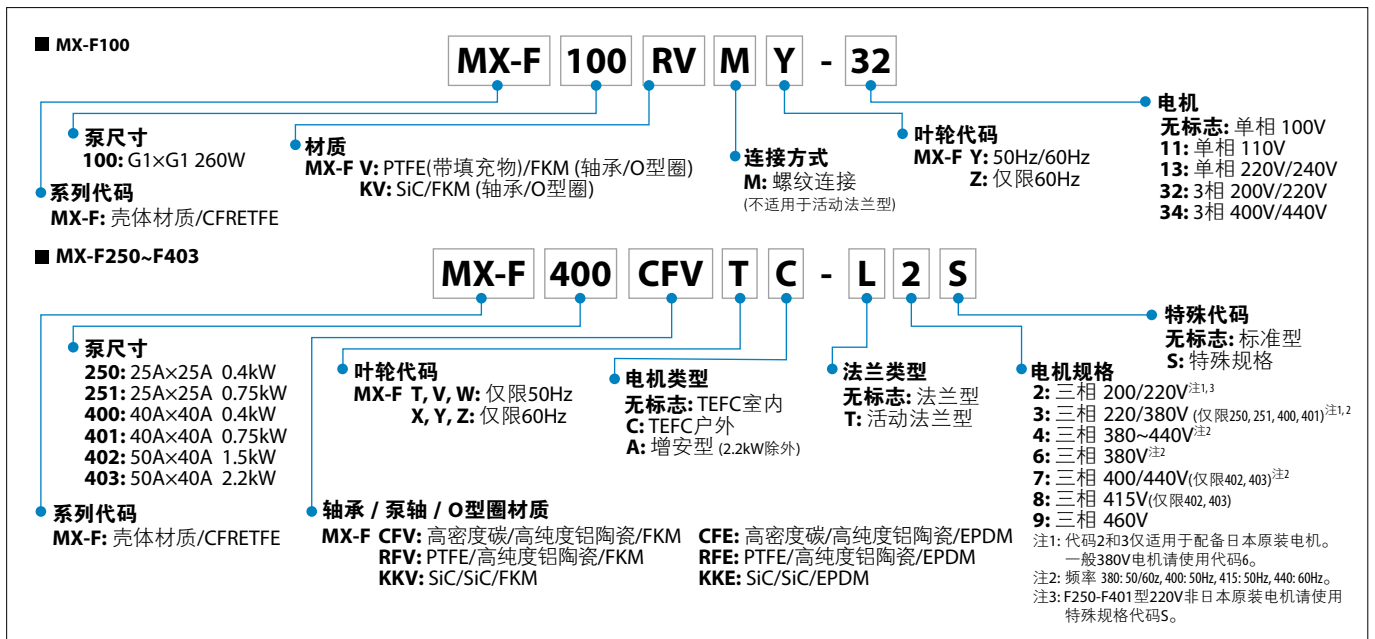 ■ MX-F100
MX-F 100 RV M Y - 32
泵尺寸
100: G1×G1 260W
系列代码
MX-F: 壳体材质/CFRETFE
材质
MX-F V: PTFE(带填充物)/FKM (轴承/O型圈)
KV: SiC/FKM (轴承/O型圈)
连接方式
M: 螺纹连接
(不适用于活动法兰型)
叶轮代码
MX-F Y: 50Hz/60Hz
Z: 仅限60Hz
电机
无标志: 单相 100V
11: 单相 110V
13: 单相 220V/240V
32: 3相 200V/220V
34: 3相 400V/440V
■ MX-F250~F403
MX-F 400 CFV T C - L 2 S
泵尺寸
250: 25A×25A 0.4kW
251: 25A×25A 0.75kW
400: 40A×40A 0.4kW
401: 40A×40A 0.75kW
402: 50A×40A 1.5kW
403: 50A×40A 2.2kW
系列代码
MX-F: 壳体材质/CFRETFE
叶轮代码
MX-F T, V, W: 仅限50Hz
X, Y, Z: 仅限60Hz
轴承 / 泵轴 / O型圈材质
MX-F CFV: 高密度碳/高纯度铝陶瓷/FKM
RFV: PTFE/高纯度铝陶瓷/FKM
KKV: SiC/SiC/FKM
CFE: 高密度碳/高纯度铝陶瓷/EPDM
RFE: PTFE/高纯度铝陶瓷/EPDM
KKE: SiC/SiC/EPDM
电机类型
无标志: TEFC室内
C: TEFC户外
A: 增安型 (2.2kW除外)
法兰类型
无标志: 法兰型
T: 活动法兰型
特殊代码
无标志: 标准型
S: 特殊规格
电机规格
2: 三相 200/220V注1,3
3: 三相 220/380V (仅限250, 251, 400, 401)注1,2
4: 三相 380~440V注2
6: 三相 380V注2
7: 三相 400/440V(仅限402, 403)注2
8: 三相 415V(仅限402, 403)
9: 三相 460V
注1: 代码2和3仅适用于配备日本原装电机。
一般380V电机请使用代码6。
注2: 频率 380: 50/60z, 400: 50Hz, 415: 50Hz, 440: 60Hz。
注3: F250-F401型220V非日本原装电机请使用
特殊规格代码S。